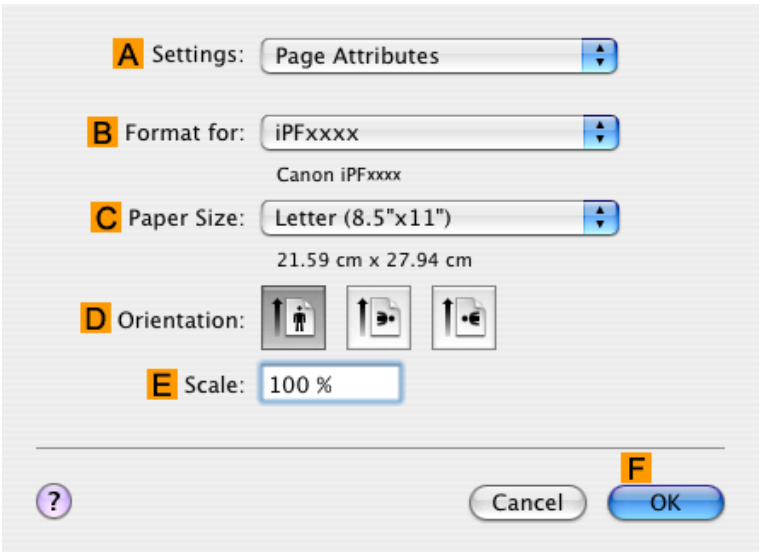 A Settings: Page Attributes
B Format for: iPFxxxx
Canon iPFxxxx
C Paper Size: Letter (8.5"x11")
21.59 cm x 27.94 cm
D Orientation:
E Scale: 100 %
F
? Cancel OK